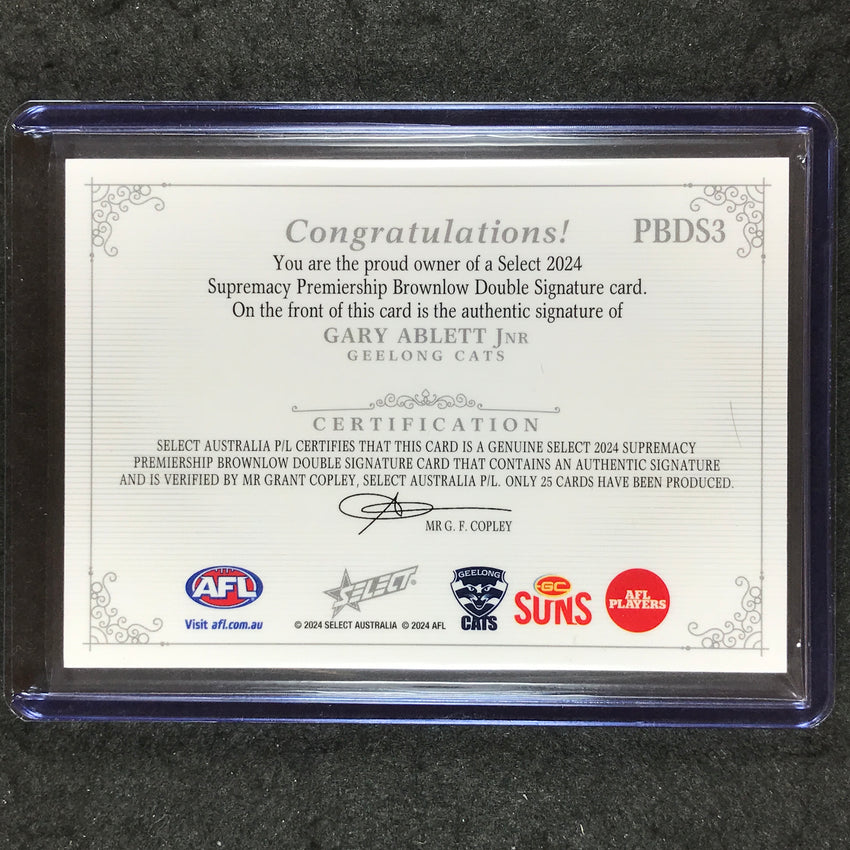 Congratulations!
PBDS3
You are the proud owner of a Select 2024
Supremacy Premiership Brownlow Double Signature card.
On the front of this card is the authentic signature of
GARY ABLETT JNR
GEELONG CATS
CERTIFICATION
SELECT AUSTRALIA P/L CERTIFIES THAT THIS CARD IS A GENUINE SELECT 2024 SUPREMACY
PREMIERSHIP BROWNLOW DOUBLE SIGNATURE CARD THAT CONTAINS AN AUTHENTIC SIGNATURE
AND IS VERIFIED BY MR GRANT COPLEY, SELECT AUSTRALIA P/L. ONLY 25 CARDS HAVE BEEN PRODUCED.
MR G. F. COPLEY
AFL
Visit afl.com.au
SELECT
© 2024 SELECT AUSTRALIA © 2024 AFL
GEELONG
CATS
GC
SUNS
AFL
PLAYERS